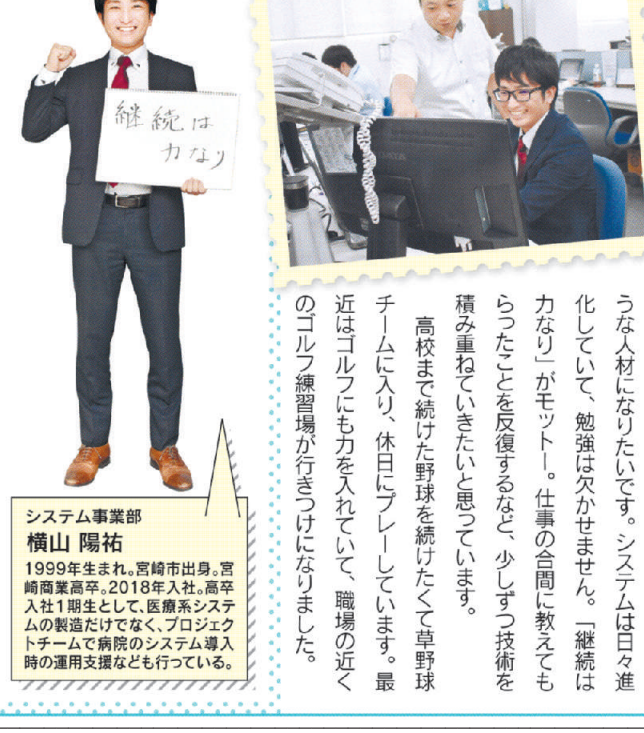 継続は
力なり
うな人材になりたいです。システムは日々進
化していて、勉強は欠かせません。「継続は
力なり」がモットー。仕事の合間に教えても
らったことを反復するなど、少しずつ技術を
積み重ねていきたいと思っています。
高校まで続けた野球を続けたくて草野球
チームに入り、休日にプレーしています。最
近はゴルフにも力を入れていて、職場の近く
のゴルフ練習場が行きつけになりました。
システム事業部
横山 陽祐
1999年生まれ。宮崎市出身。宮
崎商業高卒。2018年入社。高卒
入社1期生として、医療系システ
ムの製造だけでなく、プロジェク
トチームで病院のシステム導入
時の運用支援なども行っている。